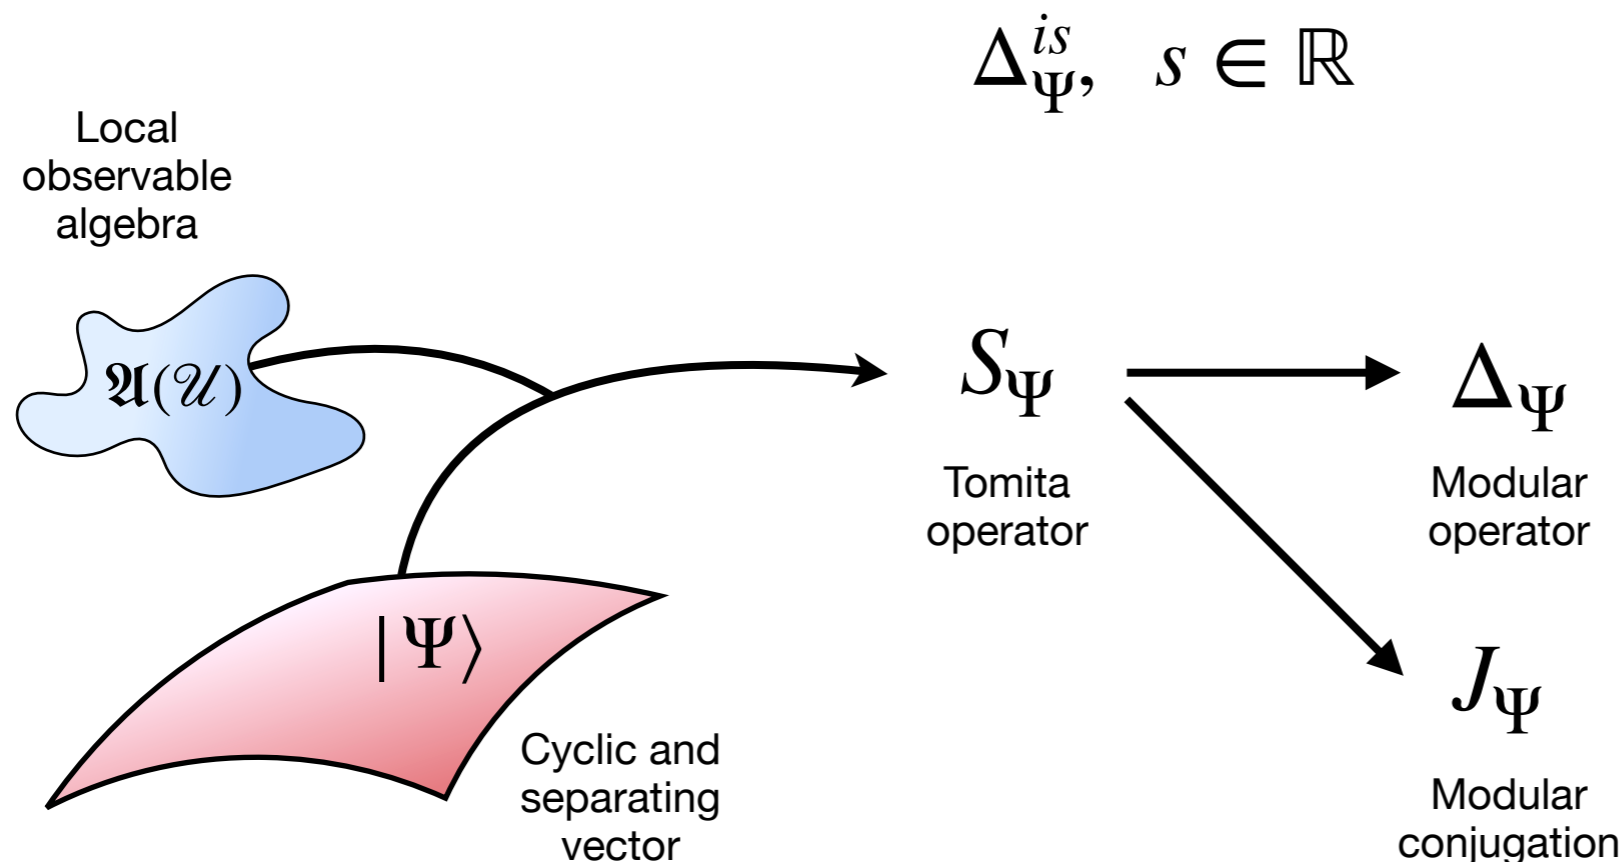 Δ_Ψ^{is}, s ∈ ℝ
Local
observable
algebra
𝔄(𝒰)
S_Ψ
Δ_Ψ
Tomita
operator
Modular
operator
|Ψ⟩
J_Ψ
Cyclic and
separating
vector
Modular
conjugation